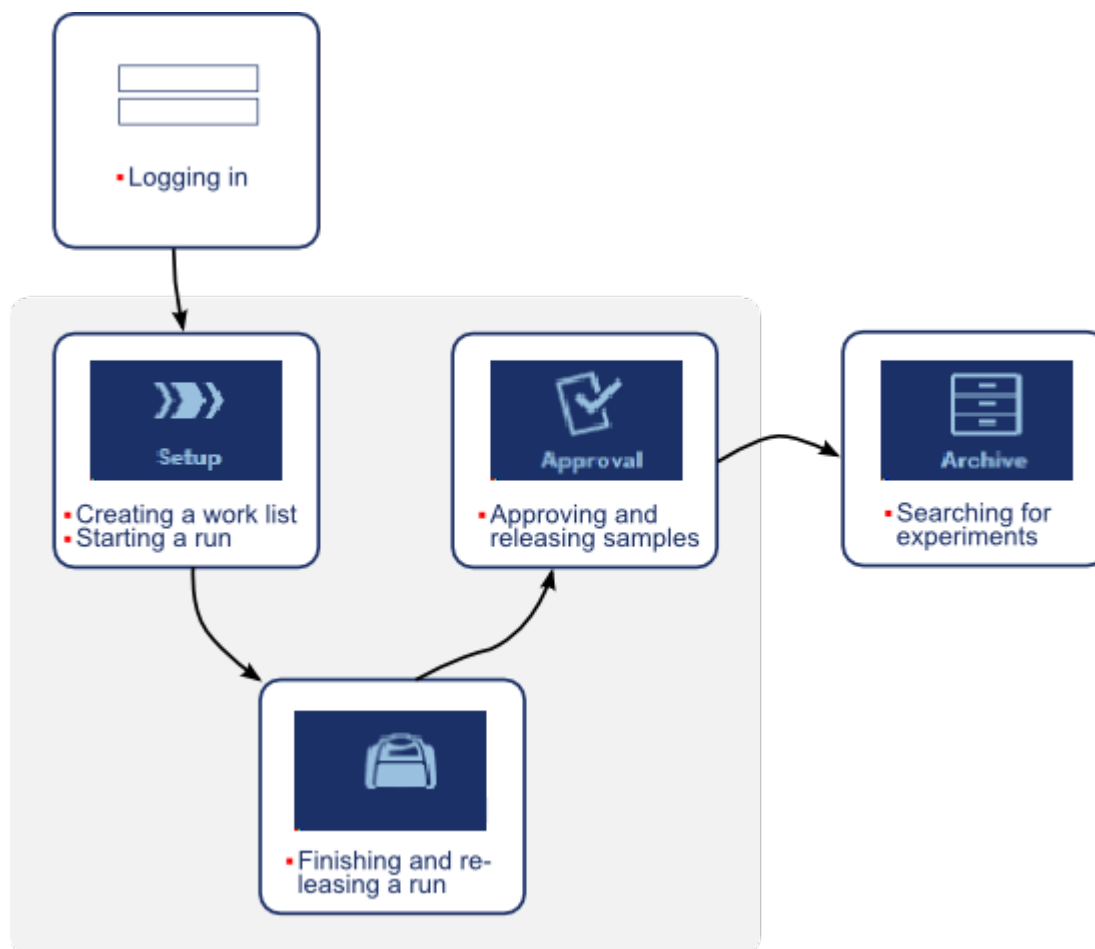 Logging in
Setup
Creating a work list
Starting a run
Finishing and re-
leasing a run
Approval
Approving and
releasing samples
Archive
Searching for
experiments